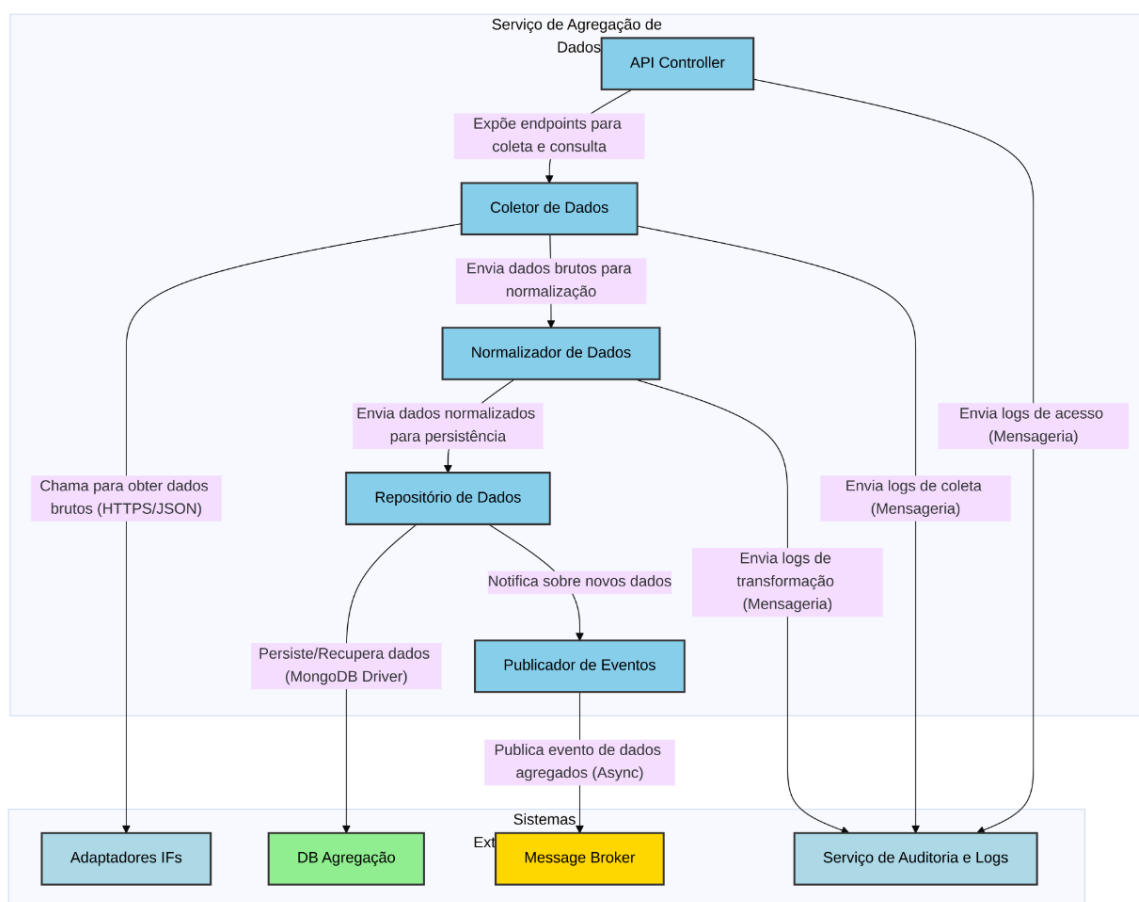 Serviço de Agregação de
Dados
API Controller
Expõe endpoints para
coleta e consulta
Coletor de Dados
Envia dados brutos para
normalização
Normalizador de Dados
Envia dados normalizados
para persistência
Envia logs de acesso
(Mensageria)
Chama para obter dados
brutos (HTTPS/JSON)
Repositório de Dados
Envia logs de coleta
(Mensageria)
Notifica sobre novos dados
Envia logs de
transformação
(Mensageria)
Persiste/Recupera dados
(MongoDB Driver)
Publicador de Eventos
Publica evento de dados
agregados (Async)
Sistemas
Ext
Adaptadores IFs
DB Agregação
Message Broker
Serviço de Auditoria e Logs